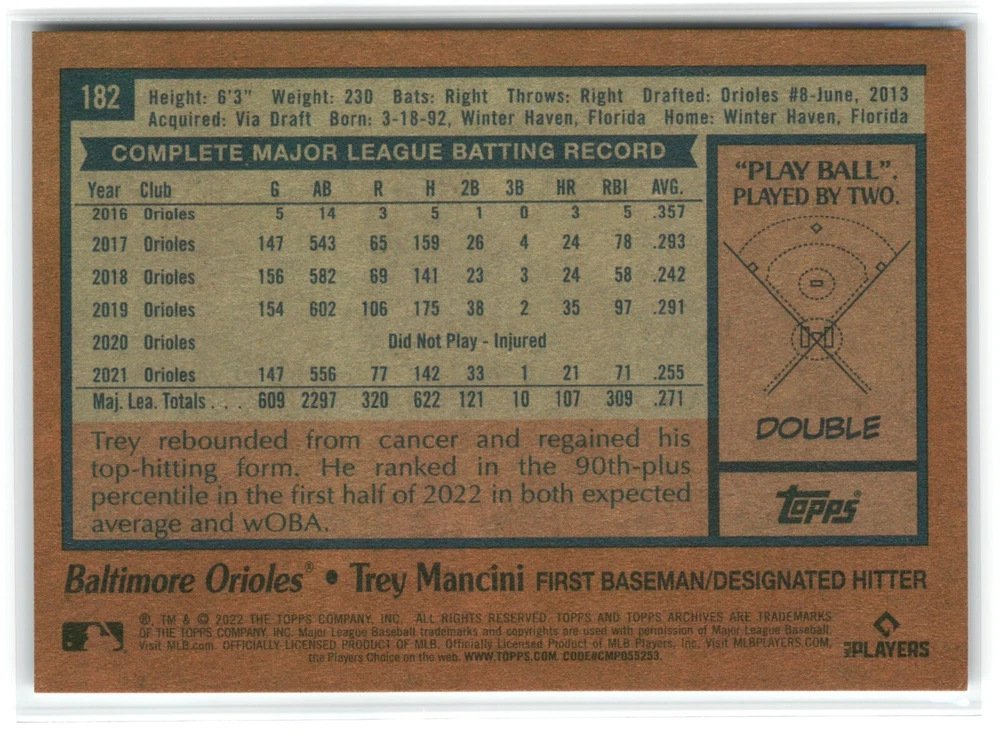 182
Height: 6'3" Weight: 230 Bats: Right Throws: Right Drafted: Orioles #8-June, 2013
Acquired: Via Draft Born: 3-18-92, Winter Haven, Florida Home: Winter Haven, Florida
COMPLETE MAJOR LEAGUE BATTING RECORD
Year Club G AB R H 2B 3B HR RBI AVG.
2016 Orioles 5 14 3 5 1 0 3 5 .357
2017 Orioles 147 543 65 159 26 4 24 78 .293
2018 Orioles 156 582 69 141 23 3 24 58 .242
2019 Orioles 154 602 106 175 38 2 35 97 .291
2020 Orioles Did Not Play - Injured
2021 Orioles 147 556 77 142 33 1 21 71 .255
Maj. Lea. Totals . . . 609 2297 320 622 121 10 107 309 .271
Trey rebounded from cancer and regained his
top-hitting form. He ranked in the 90th-plus
percentile in the first half of 2022 in both expected
average and wOBA.
"PLAY BALL".
PLAYED BY TWO.
DOUBLE
Topps®
Baltimore Orioles® • Trey Mancini FIRST BASEMAN/DESIGNATED HITTER
®, TM & © 2022 THE TOPPS COMPANY, INC. ALL RIGHTS RESERVED. TOPPS AND TOPPS ARCHIVES ARE TRADEMARKS
OF THE TOPPS COMPANY, INC. Major League Baseball trademarks and copyrights are used with permission of Major League Baseball.
Visit MLB.com. OFFICIALLY LICENSED PRODUCT OF MLB. Officially Licensed Product of MLB Players, Inc. Visit MLBPLAYERS.COM,
the Players Choice on the web. WWW.TOPPS.COM. CODE#CMP055253.
MLB PLAYERS